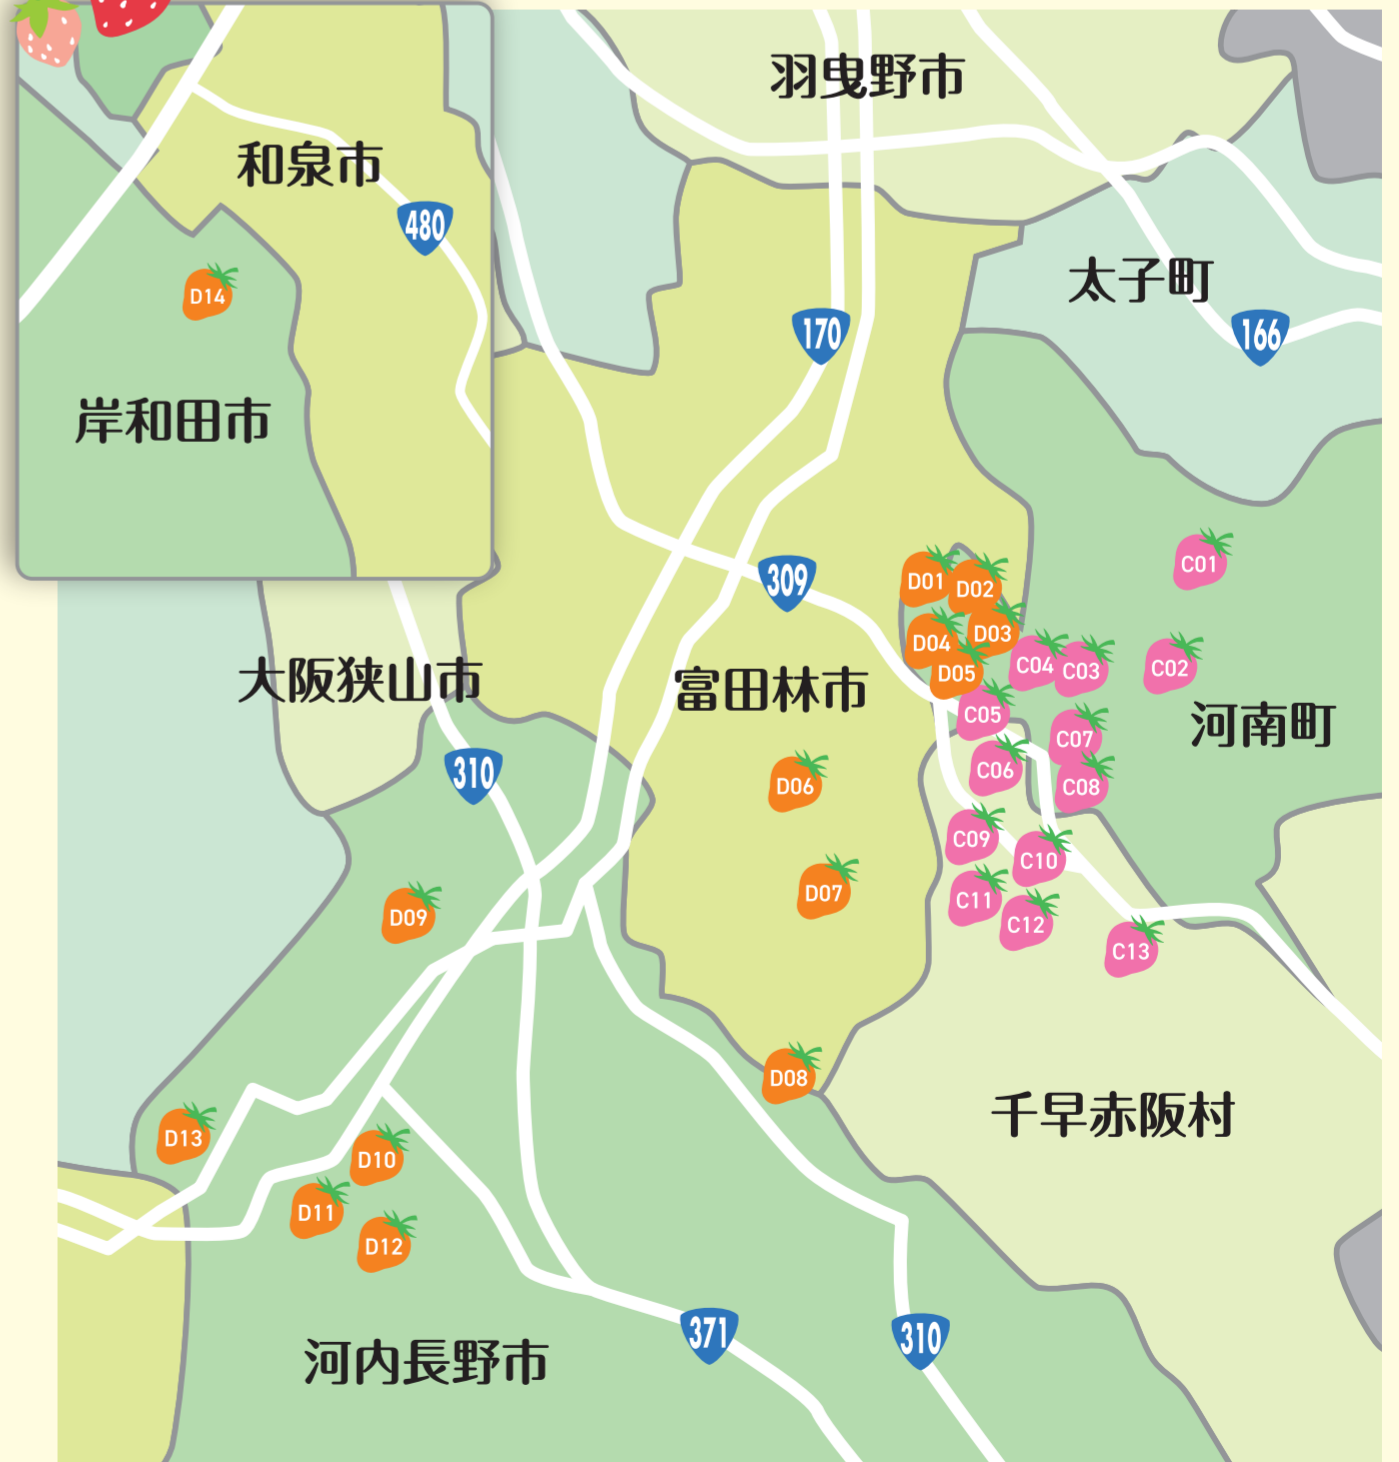 和泉市
480
D14
岸和田市
羽曳野市
太子町
170
166
309
D01
D02
D03
D04
D05
C01
C02
C03
C04
C05
C06
C07
C08
河南町
大阪狭山市
富田林市
310
D06
D07
C09
C10
C11
C12
C13
D09
D08
千早赤阪村
D13
D10
D11
D12
河内長野市
371
310